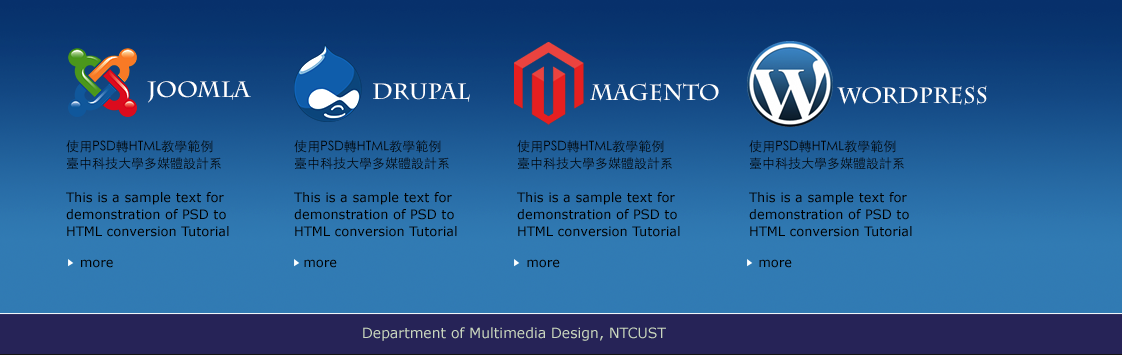 JOOMLA
使用PSD轉HTML教學範例
臺中科技大學多媒體設計系
This is a sample text for
demonstration of PSD to
HTML conversion Tutorial
more
DRUPAL
使用PSD轉HTML教學範例
臺中科技大學多媒體設計系
This is a sample text for
demonstration of PSD to
HTML conversion Tutorial
more
MAGENTO
使用PSD轉HTML教學範例
臺中科技大學多媒體設計系
This is a sample text for
demonstration of PSD to
HTML conversion Tutorial
more
WORDPRESS
使用PSD轉HTML教學範例
臺中科技大學多媒體設計系
This is a sample text for
demonstration of PSD to
HTML conversion Tutorial
more
Department of Multimedia Design, NTCUST